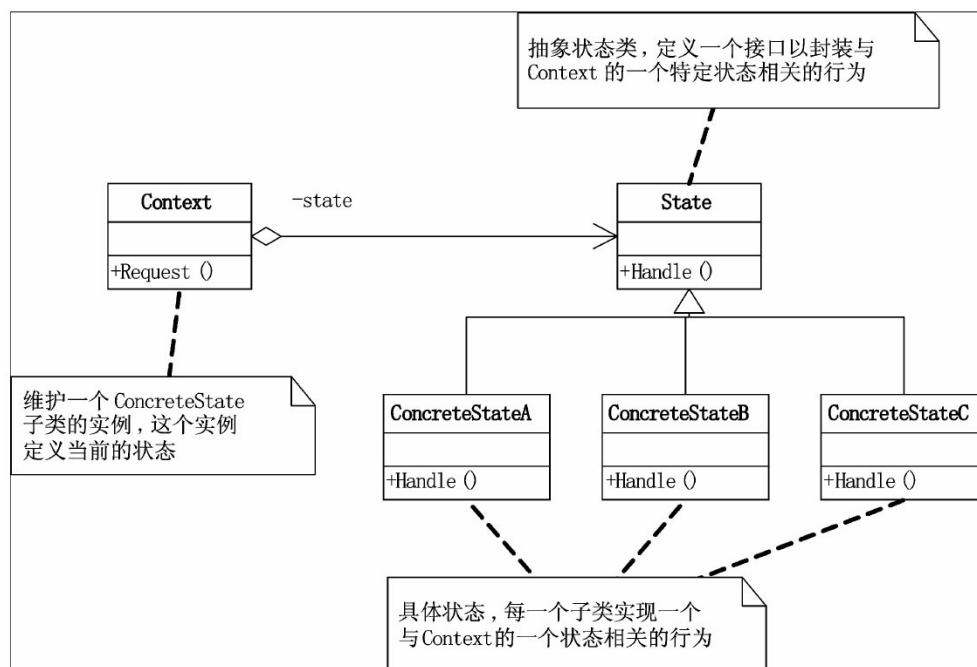 抽象状态类，定义一个接口以封装与
Context 的一个特定状态相关的行为
Context
-state
State
+Request()
+Handle()
维护一个 ConcreteState
子类的实例，这个实例
定义当前的状态
ConcreteStateA
ConcreteStateB
ConcreteStateC
+Handle()
+Handle()
+Handle()
具体状态，每一个子类实现一个
与Context的一个状态相关的行为